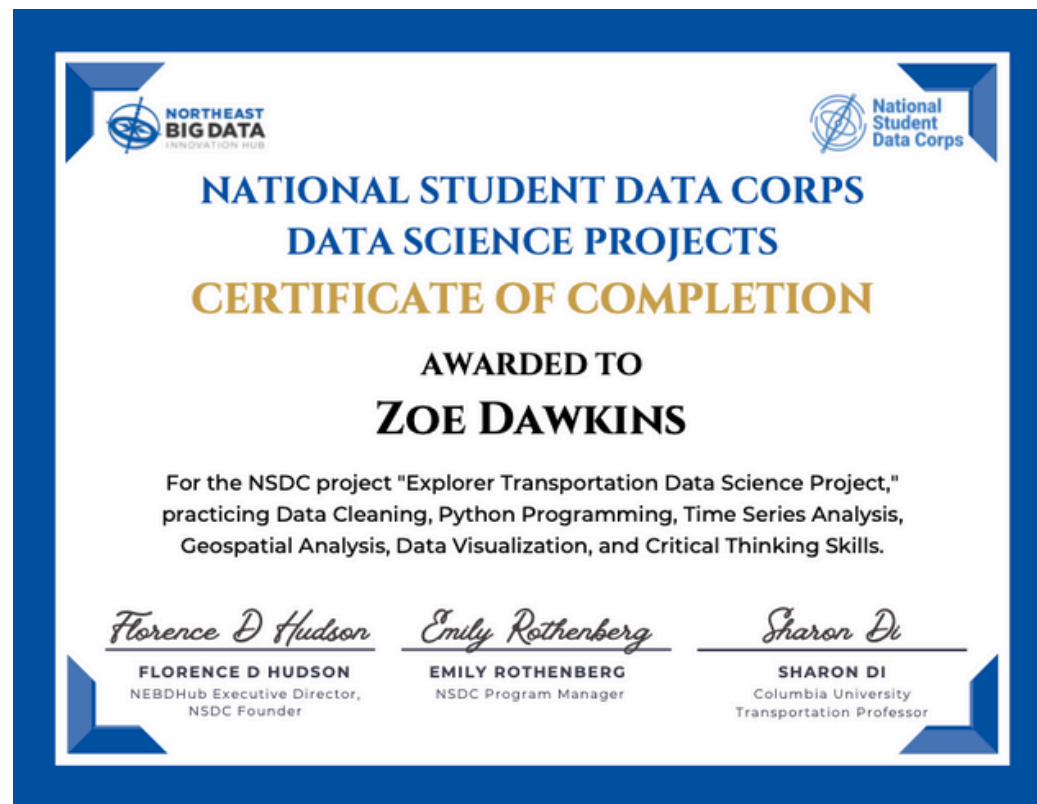 NORTHEAST
BIG DATA
INNOVATION HUB
National
Student
Data Corps
NATIONAL STUDENT DATA CORPS
DATA SCIENCE PROJECTS
CERTIFICATE OF COMPLETION
AWARDED TO
ZOE DAWKINS
For the NSDC project "Explorer Transportation Data Science Project,"
practicing Data Cleaning, Python Programming, Time Series Analysis,
Geospatial Analysis, Data Visualization, and Critical Thinking Skills.
Florence D Hudson
Emily Rothenberg
Sharon Di
FLORENCE D HUDSON
NEBDHub Executive Director,
NSDC Founder
EMILY ROTHENBERG
NSDC Program Manager
SHARON DI
Columbia University
Transportation Professor